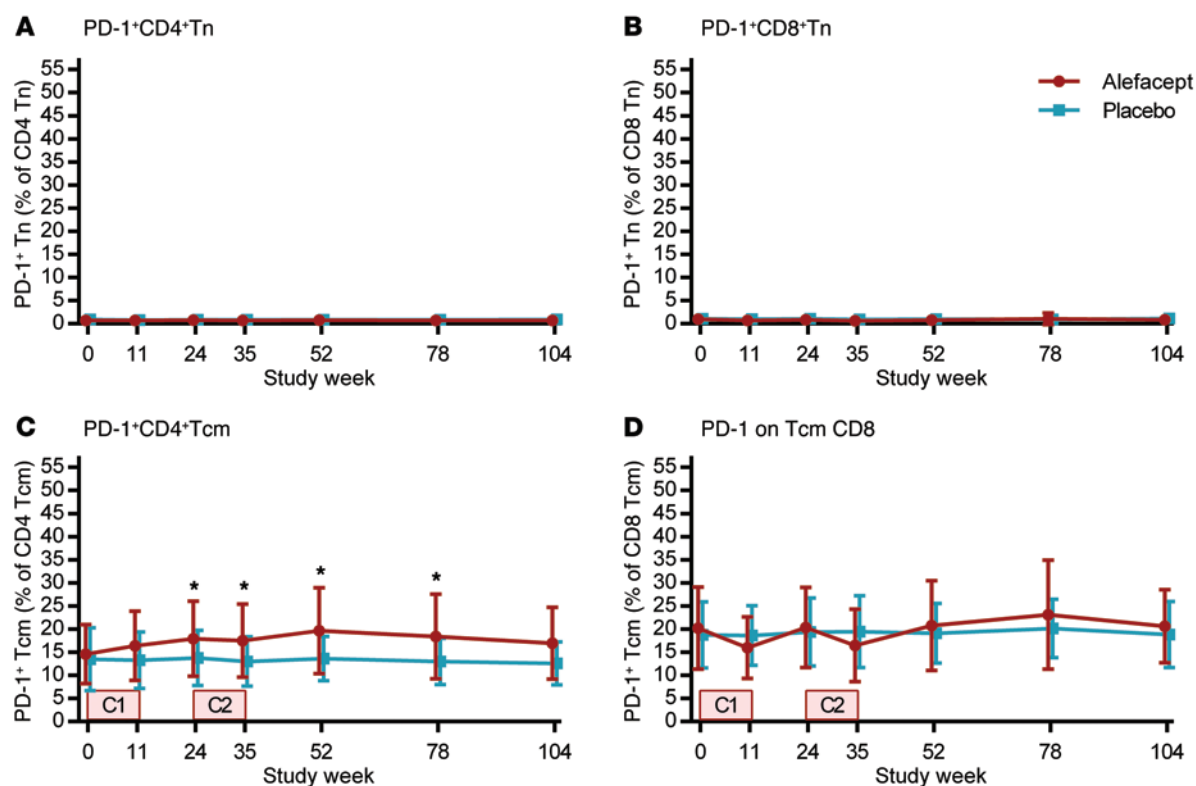 A PD-1⁺CD4⁺Tn
PD-1⁺ Tn (% of CD4 Tn)
55
50
45
40
35
30
25
20
15
10
5
0
0 11 24 35 52 78 104
Study week
B PD-1⁺CD8⁺Tn
PD-1⁺ Tn (% of CD8 Tn)
55
50
45
40
35
30
25
20
15
10
5
0
0 11 24 35 52 78 104
Study week
Alefacept
Placebo
C PD-1⁺CD4⁺Tcm
PD-1⁺ Tcm (% of CD4 Tcm)
55
50
45
40
35
30
25
20
15
10
5
0
* * * *
C1 C2
0 11 24 35 52 78 104
Study week
D PD-1 on Tcm CD8
PD-1⁺ Tcm (% of CD8 Tcm)
55
50
45
40
35
30
25
20
15
10
5
0
C1 C2
0 11 24 35 52 78 104
Study week